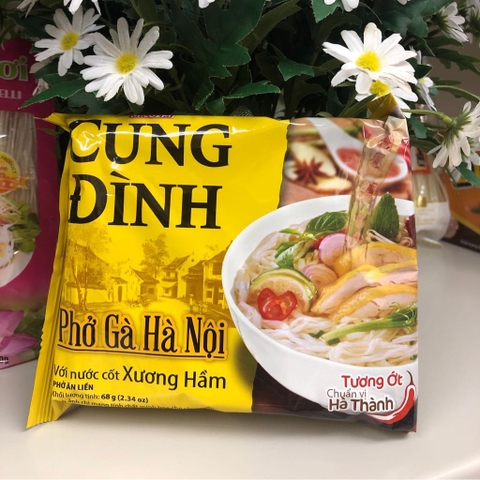 CUNG
ĐÌNH
Phở Gà Hà Nội
Với nước cốt Xương Hầm
PHỞ ĂN LIỀN
Khối lượng tịnh: 68 g (2.34 oz)
Tương Ớt
Chuẩn vị
Hà Thành